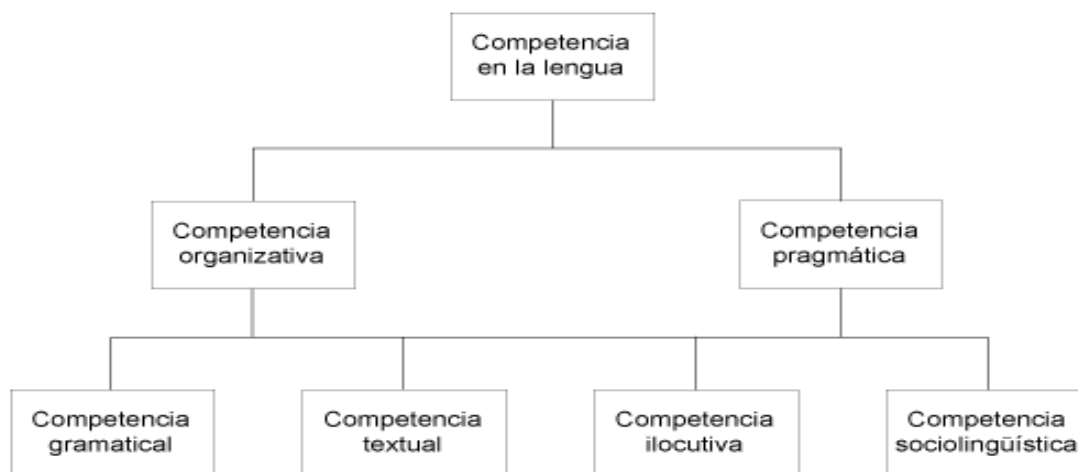 Competencia
en la lengua
Competencia
organizativa
Competencia
pragmática
Competencia
gramatical
Competencia
textual
Competencia
ilocutiva
Competencia
sociolingüística